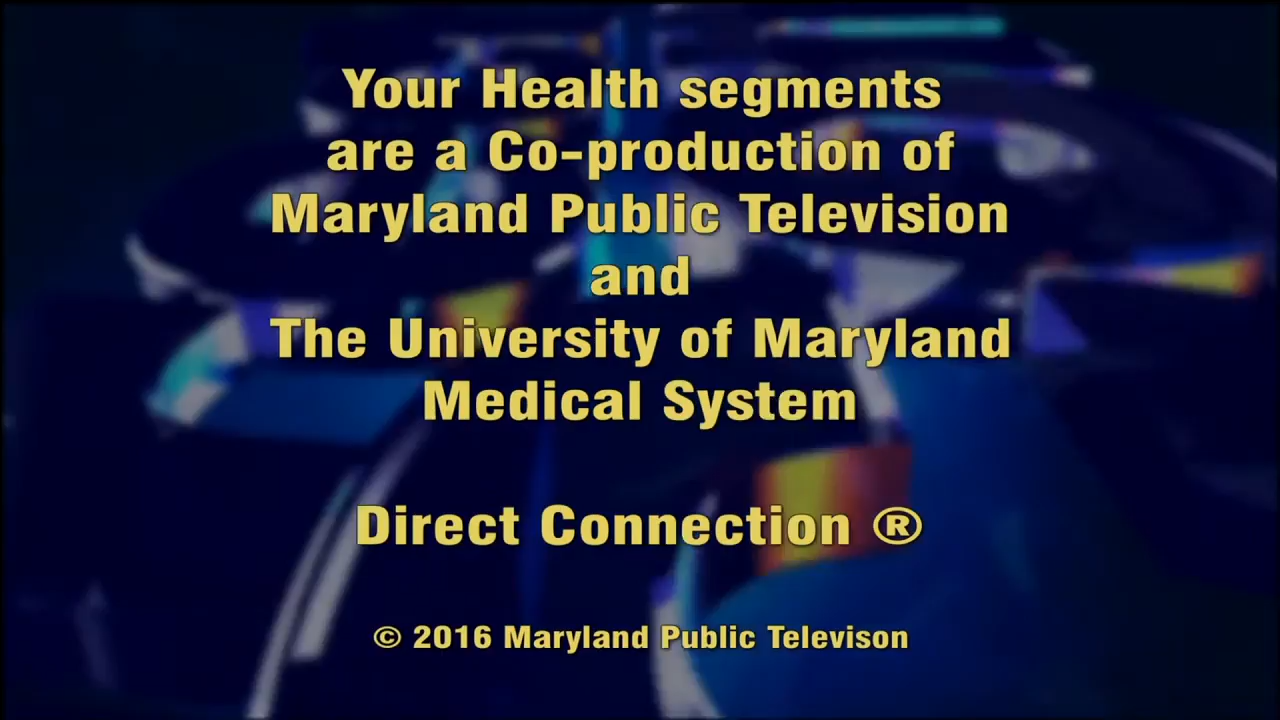 Your Health segments
are a Co-production of
Maryland Public Television
and
The University of Maryland
Medical System
Direct Connection ®
© 2016 Maryland Public Televison